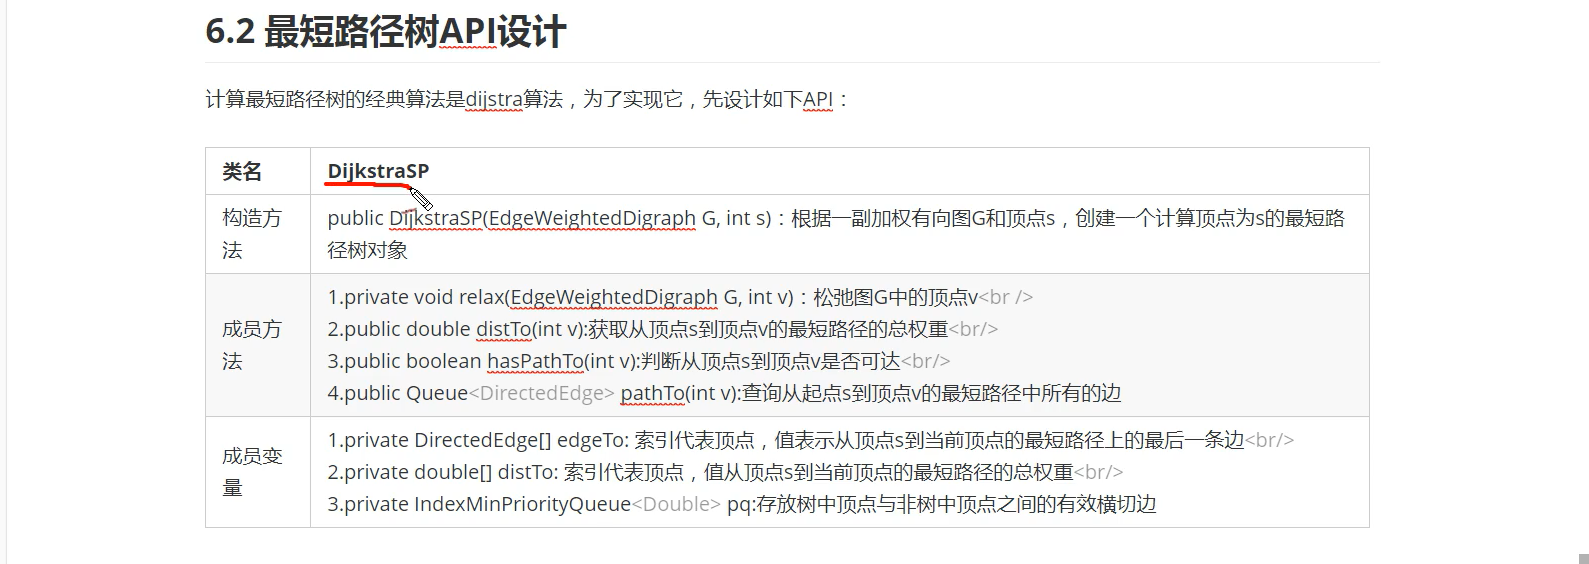 6.2 最短路径树API设计
计算最短路径树的经典算法是dijstra算法，为了实现它，先设计如下API：
类名 DijkstraSP
构造方法 public DijkstraSP(EdgeWeightedDigraph G, int s)：根据一副加权有向图G和顶点s，创建一个计算顶点为s的最短路
径树对象
成员方法
1.private void relax(EdgeWeightedDigraph G, int v)：松弛图G中的顶点v<br />
2.public double distTo(int v):获取从顶点s到顶点v的最短路径的总权重<br/>
3.public boolean hasPathTo(int v):判断从顶点s到顶点v是否可达<br/>
4.public Queue<DirectedEdge> pathTo(int v):查询从起点s到顶点v的最短路径中所有的边
成员变量
1.private DirectedEdge[] edgeTo: 索引代表顶点，值表示从顶点s到当前顶点的最短路径上的最后一条边<br/>
2.private double[] distTo: 索引代表顶点，值从顶点s到当前顶点的最短路径的总权重<br/>
3.private IndexMinPriorityQueue<Double> pq:存放树中顶点与非树中顶点之间的有效横切边